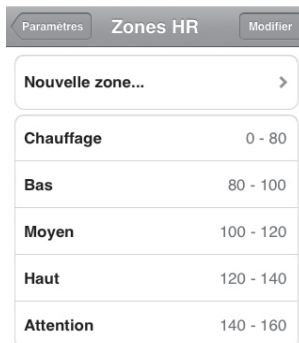 Paramètres Zones HR Modifier
Nouvelle zone...
Chauffage 0 - 80
Bas 80 - 100
Moyen 100 - 120
Haut 120 - 140
Attention 140 - 160